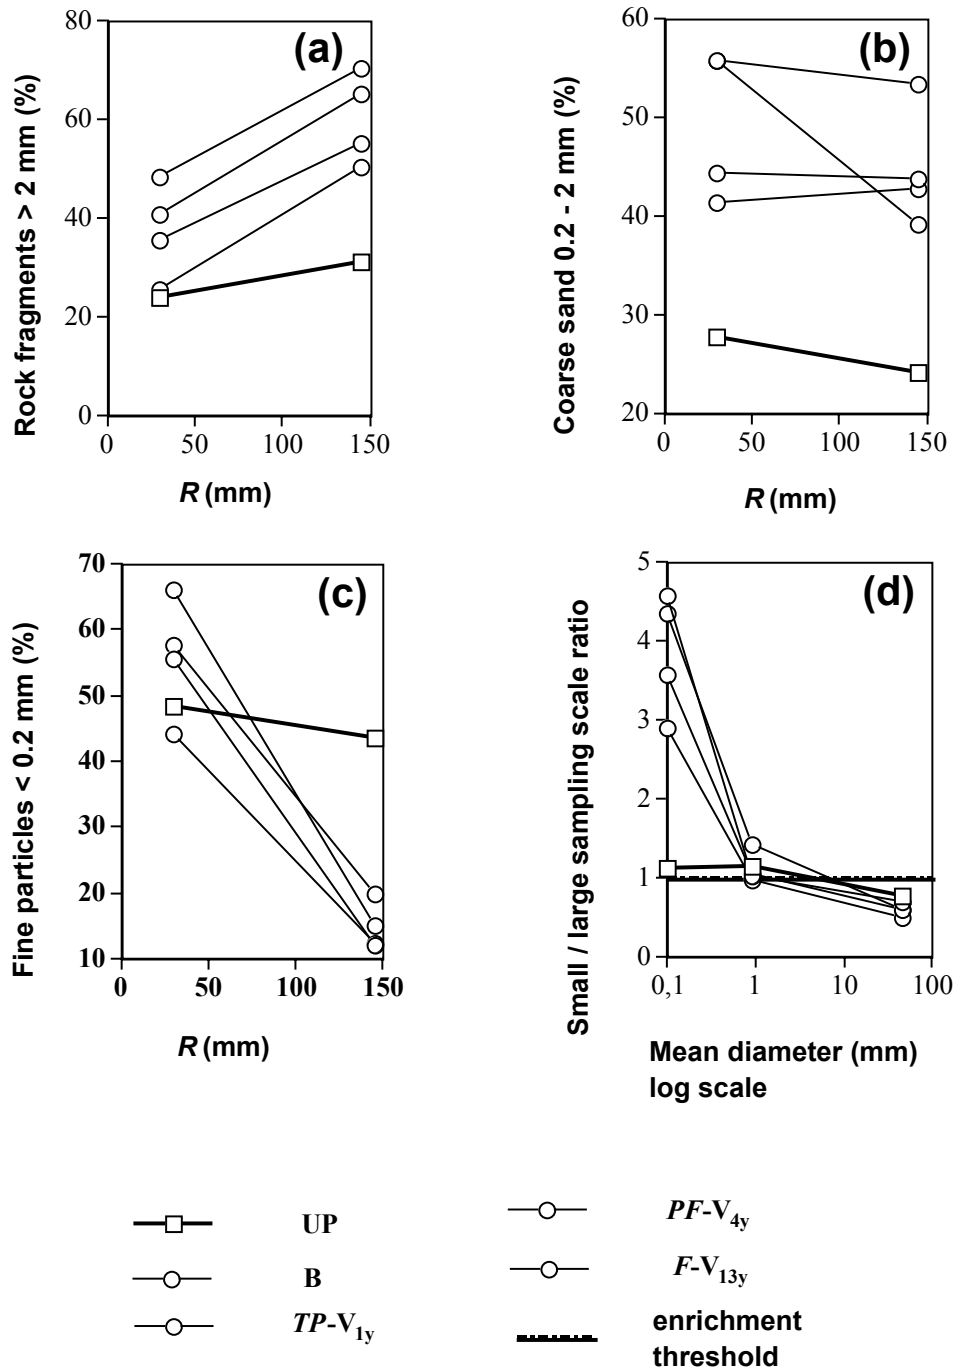 (a)
Rock fragments > 2 mm (%)
80
60
40
20
0
0 50 100 150
R (mm)
(b)
Coarse sand 0.2 - 2 mm (%)
60
50
40
30
20
0 50 100 150
R (mm)
(c)
Fine particles < 0.2 mm (%)
70
60
50
40
30
20
10
0 50 100 150
R (mm)
(d)
Small / large sampling scale ratio
5
4
3
2
1
0
0,1 1 10 100
Mean diameter (mm)
log scale
UP
B
TP-V1y
PF-V4y
F-V13y
enrichment
threshold